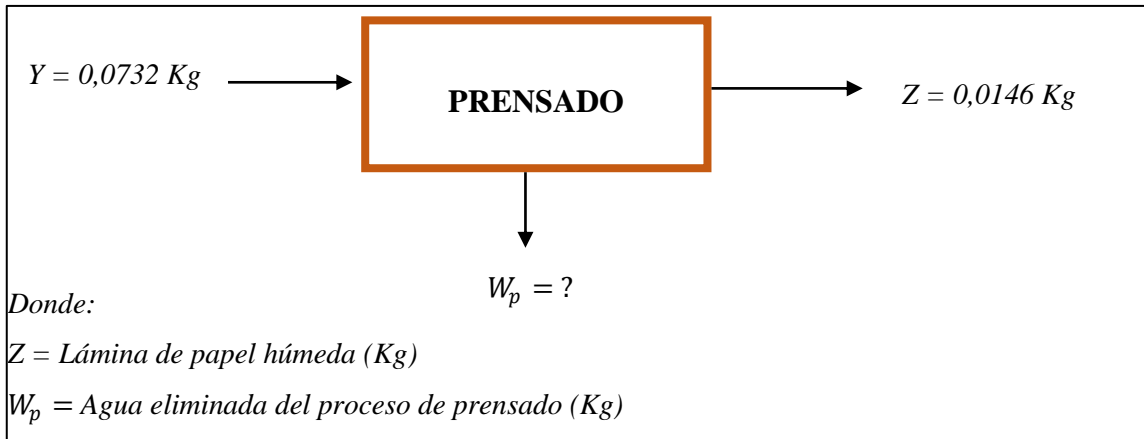 Y = 0,0732 Kg
PRENSADO
Z = 0,0146 Kg
W_p = ?
Donde:
Z = Lámina de papel húmeda (Kg)
W_p = Agua eliminada del proceso de prensado (Kg)